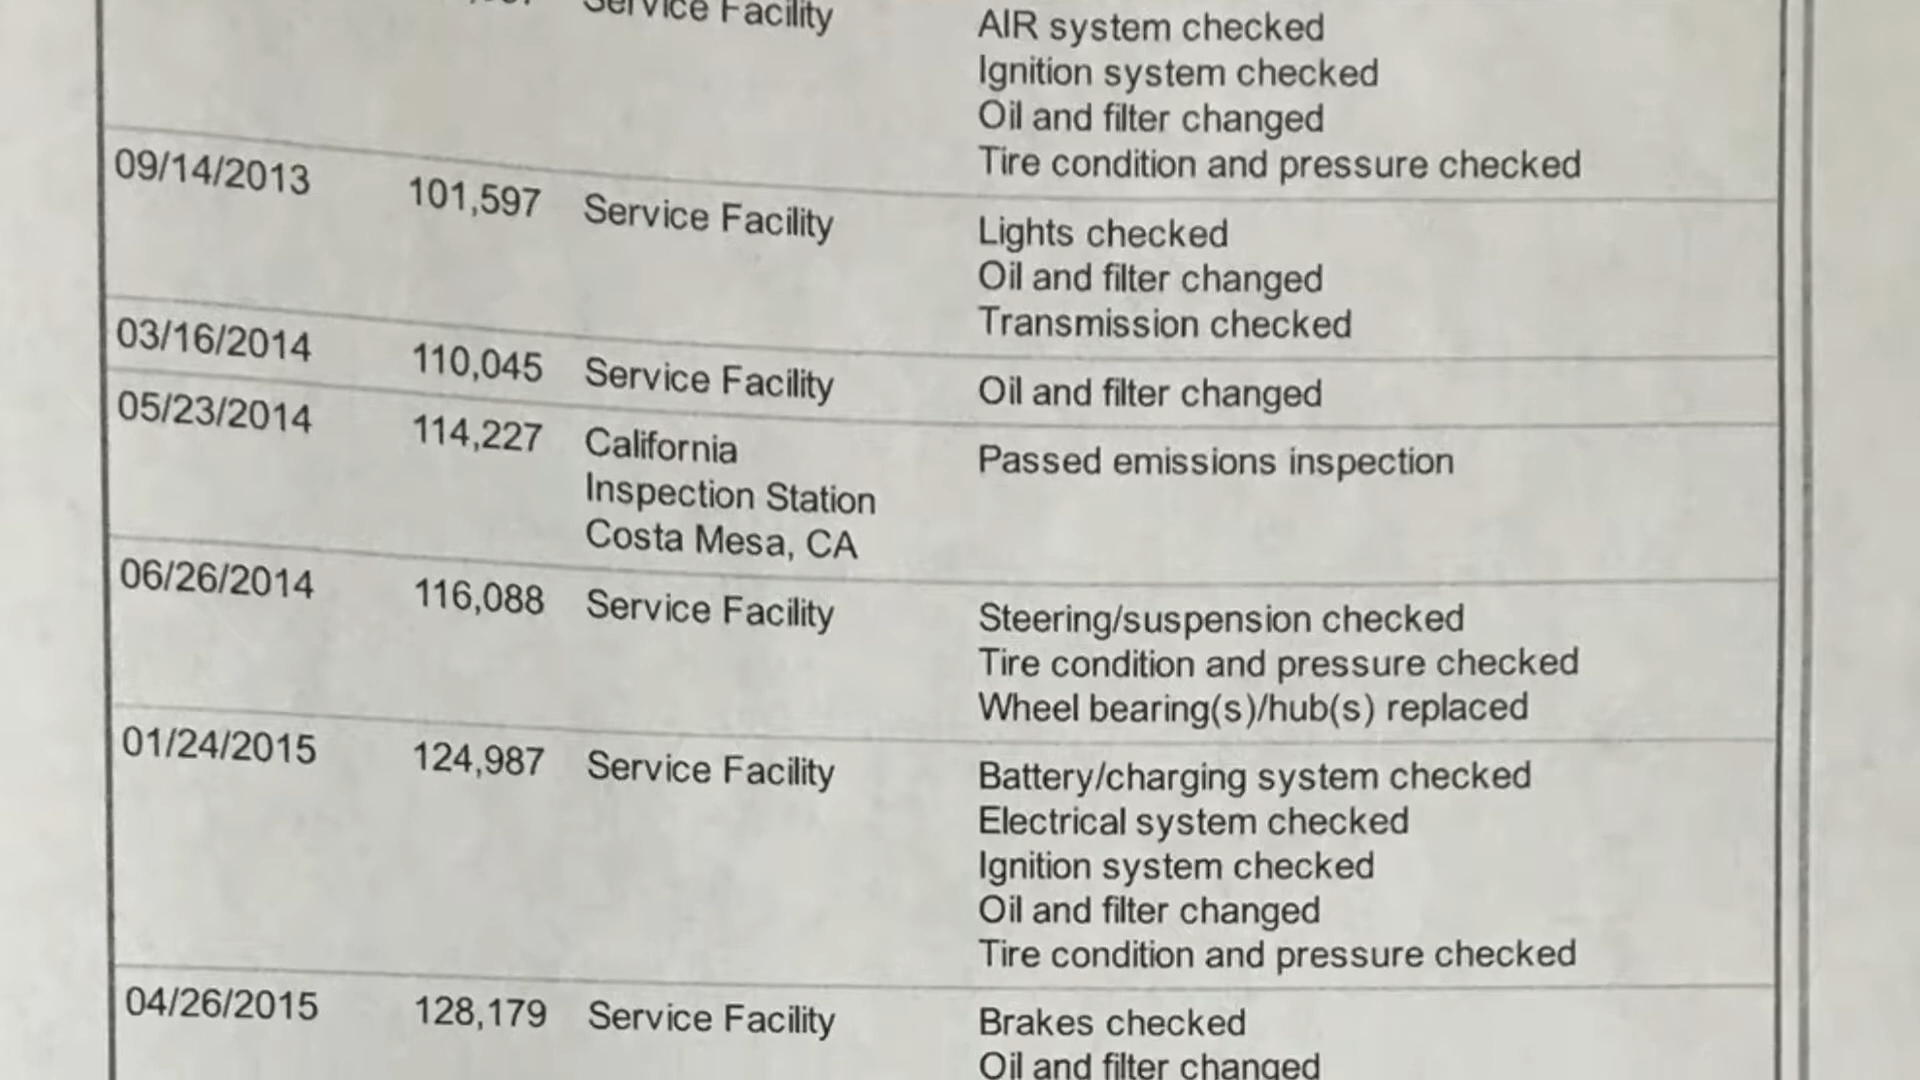 Service Facility
AIR system checked
Ignition system checked
Oil and filter changed
Tire condition and pressure checked
09/14/2013 101,597 Service Facility Lights checked
Oil and filter changed
Transmission checked
03/16/2014 110,045 Service Facility Oil and filter changed
05/23/2014 114,227 California Passed emissions inspection
Inspection Station
Costa Mesa, CA
06/26/2014 116,088 Service Facility Steering/suspension checked
Tire condition and pressure checked
Wheel bearing(s)/hub(s) replaced
01/24/2015 124,987 Service Facility Battery/charging system checked
Electrical system checked
Ignition system checked
Oil and filter changed
Tire condition and pressure checked
04/26/2015 128,179 Service Facility Brakes checked
Oil and filter changed